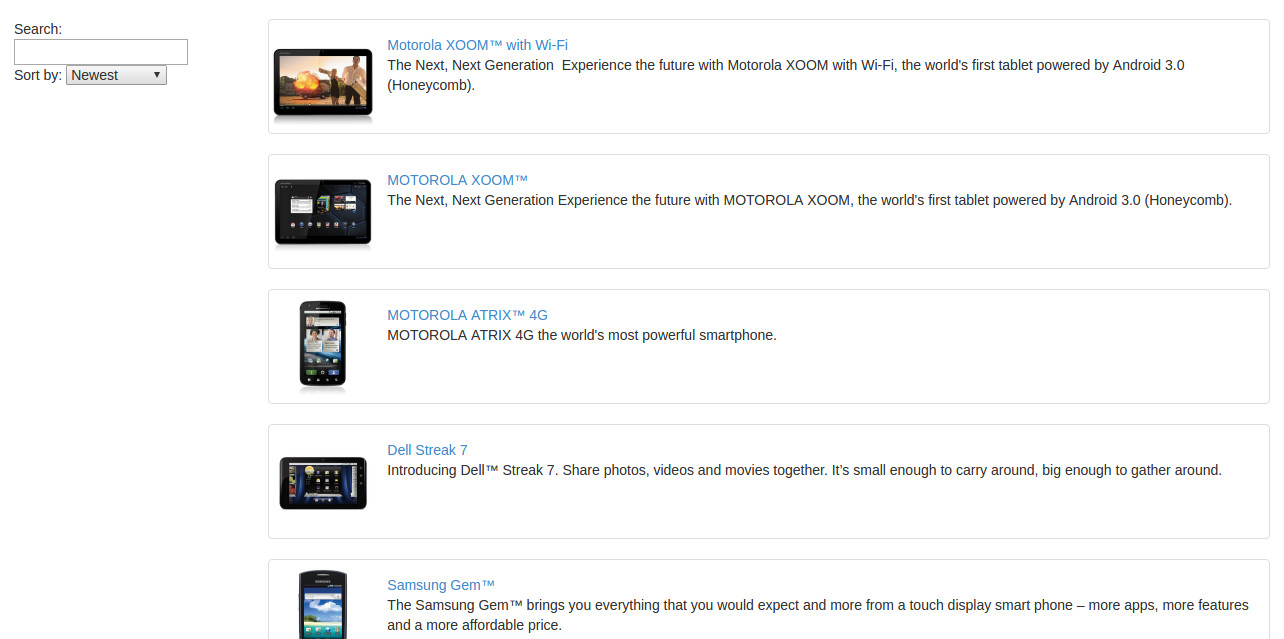 Search:
Sort by: Newest
Motorola XOOM™ with Wi-Fi
The Next, Next Generation  Experience the future with Motorola XOOM with Wi-Fi, the world's first tablet powered by Android 3.0
(Honeycomb).
MOTOROLA XOOM™
The Next, Next Generation Experience the future with MOTOROLA XOOM, the world's first tablet powered by Android 3.0 (Honeycomb).
MOTOROLA ATRIX™ 4G
MOTOROLA ATRIX 4G the world's most powerful smartphone.
Dell Streak 7
Introducing Dell™ Streak 7. Share photos, videos and movies together. It’s small enough to carry around, big enough to gather around.
Samsung Gem™
The Samsung Gem™ brings you everything that you would expect and more from a touch display smart phone – more apps, more features
and a more affordable price.